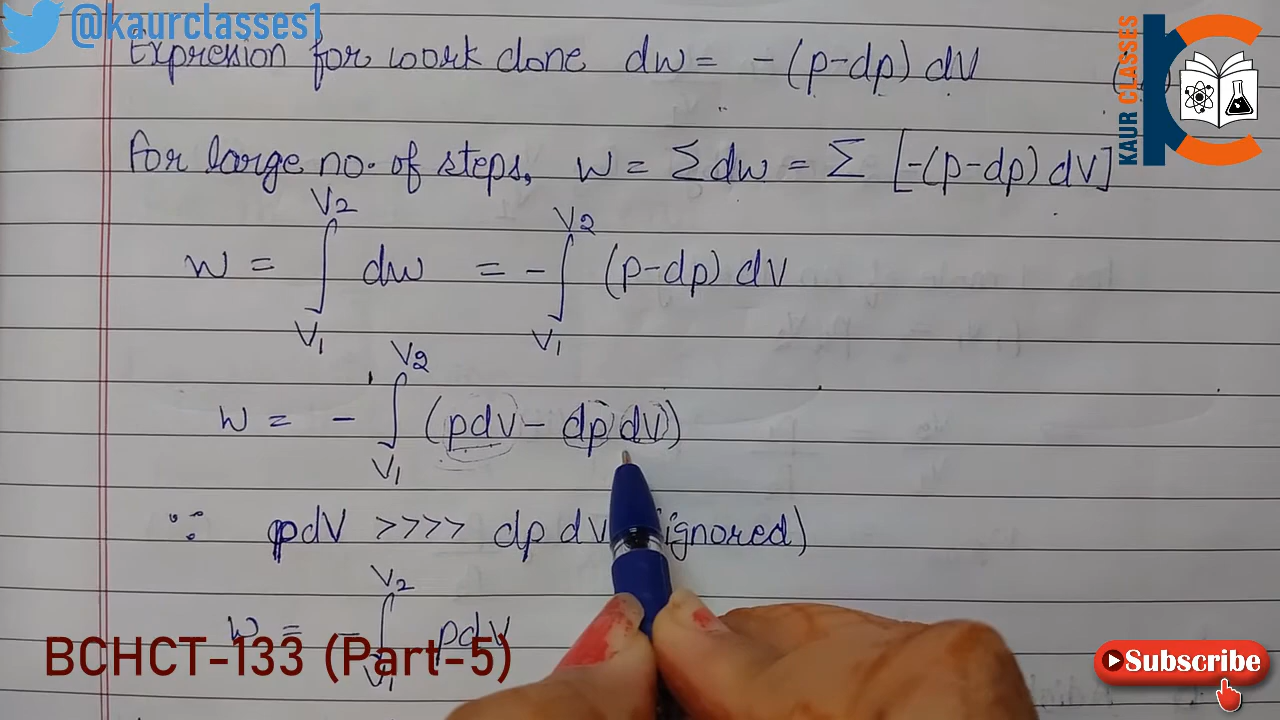 @kaurclasses1
Expression for work done dw = -(p-dp) dV
KAUR CLASSES
for large no. of steps, w = Σdw = Σ [-(p-dp) dV]
w = ∫ V1 V2 dw = - ∫ V1 V2 (p-dp) dV
w = - ∫ V1 V2 (pdv - dp dV)
∵ pdV >>>> dp dV (ignored)
w = - ∫ V1 V2 pdV
BCHCT-133 (Part-5)
Subscribe